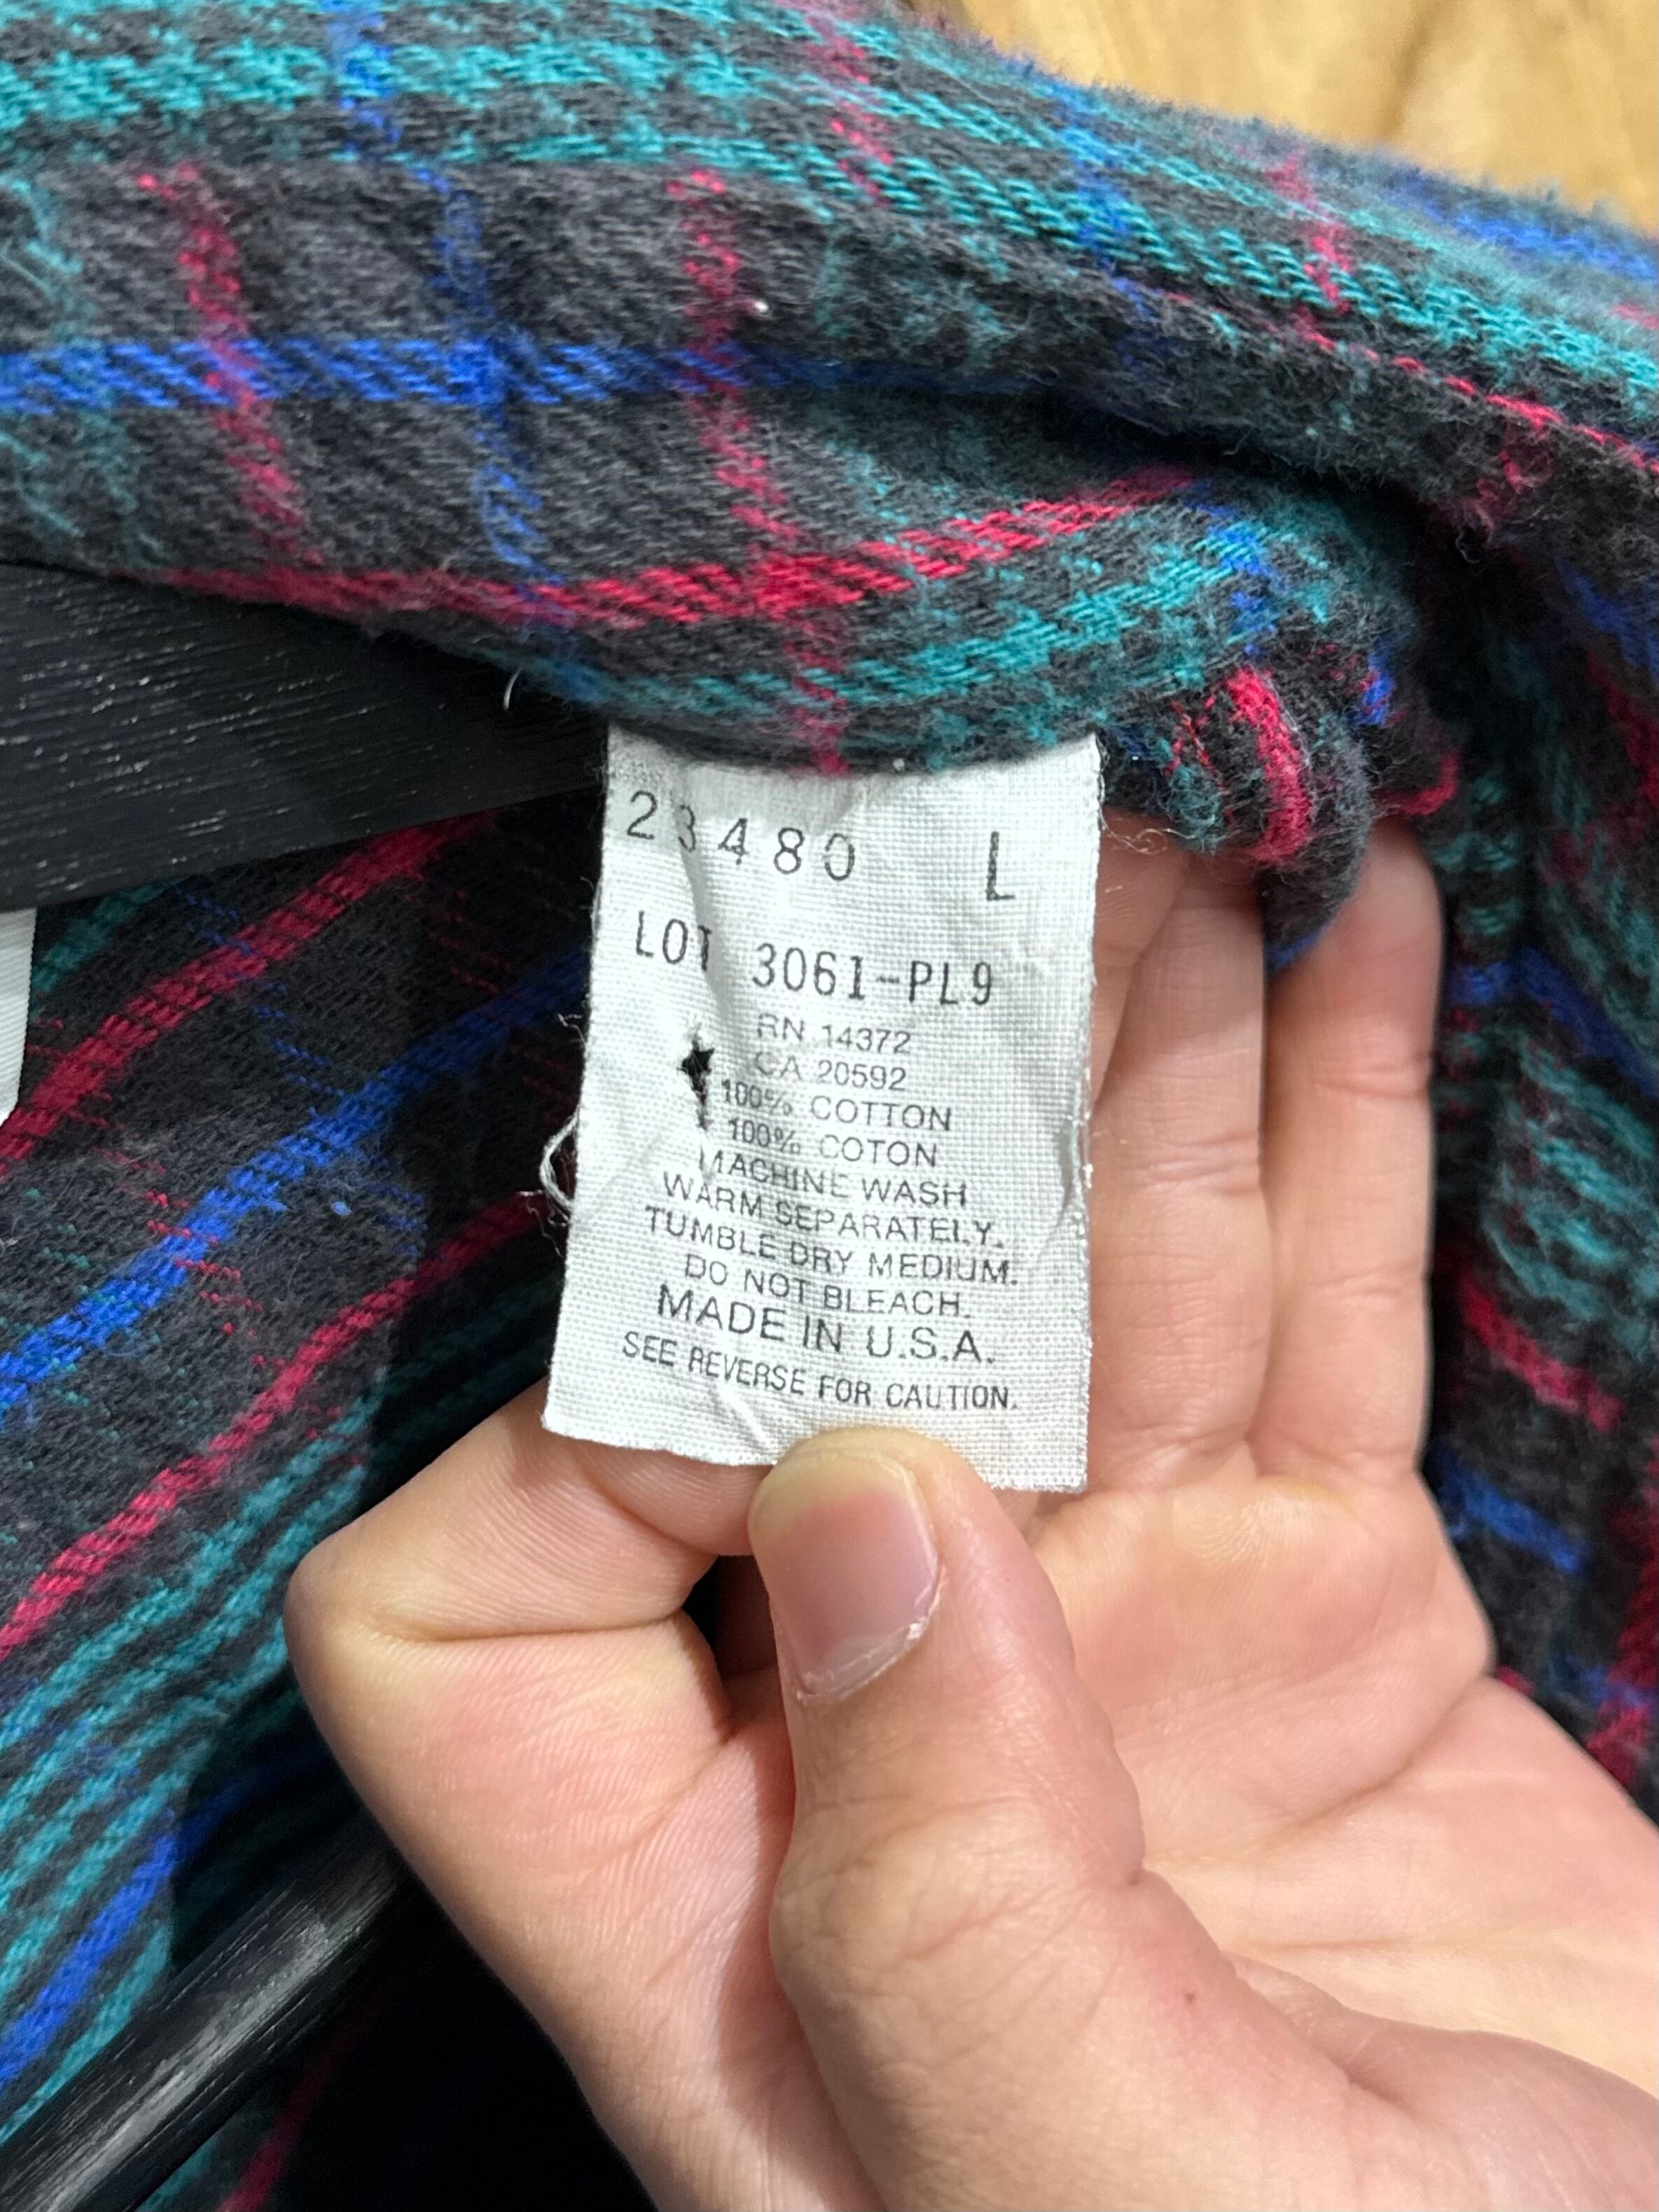 23480 L
LOT 3061-PL9
RN 14372
CA 20592
100% COTTON
100% COTON
MACHINE WASH
WARM SEPARATELY.
TUMBLE DRY MEDIUM.
DO NOT BLEACH.
MADE IN U.S.A.
SEE REVERSE FOR CAUTION.